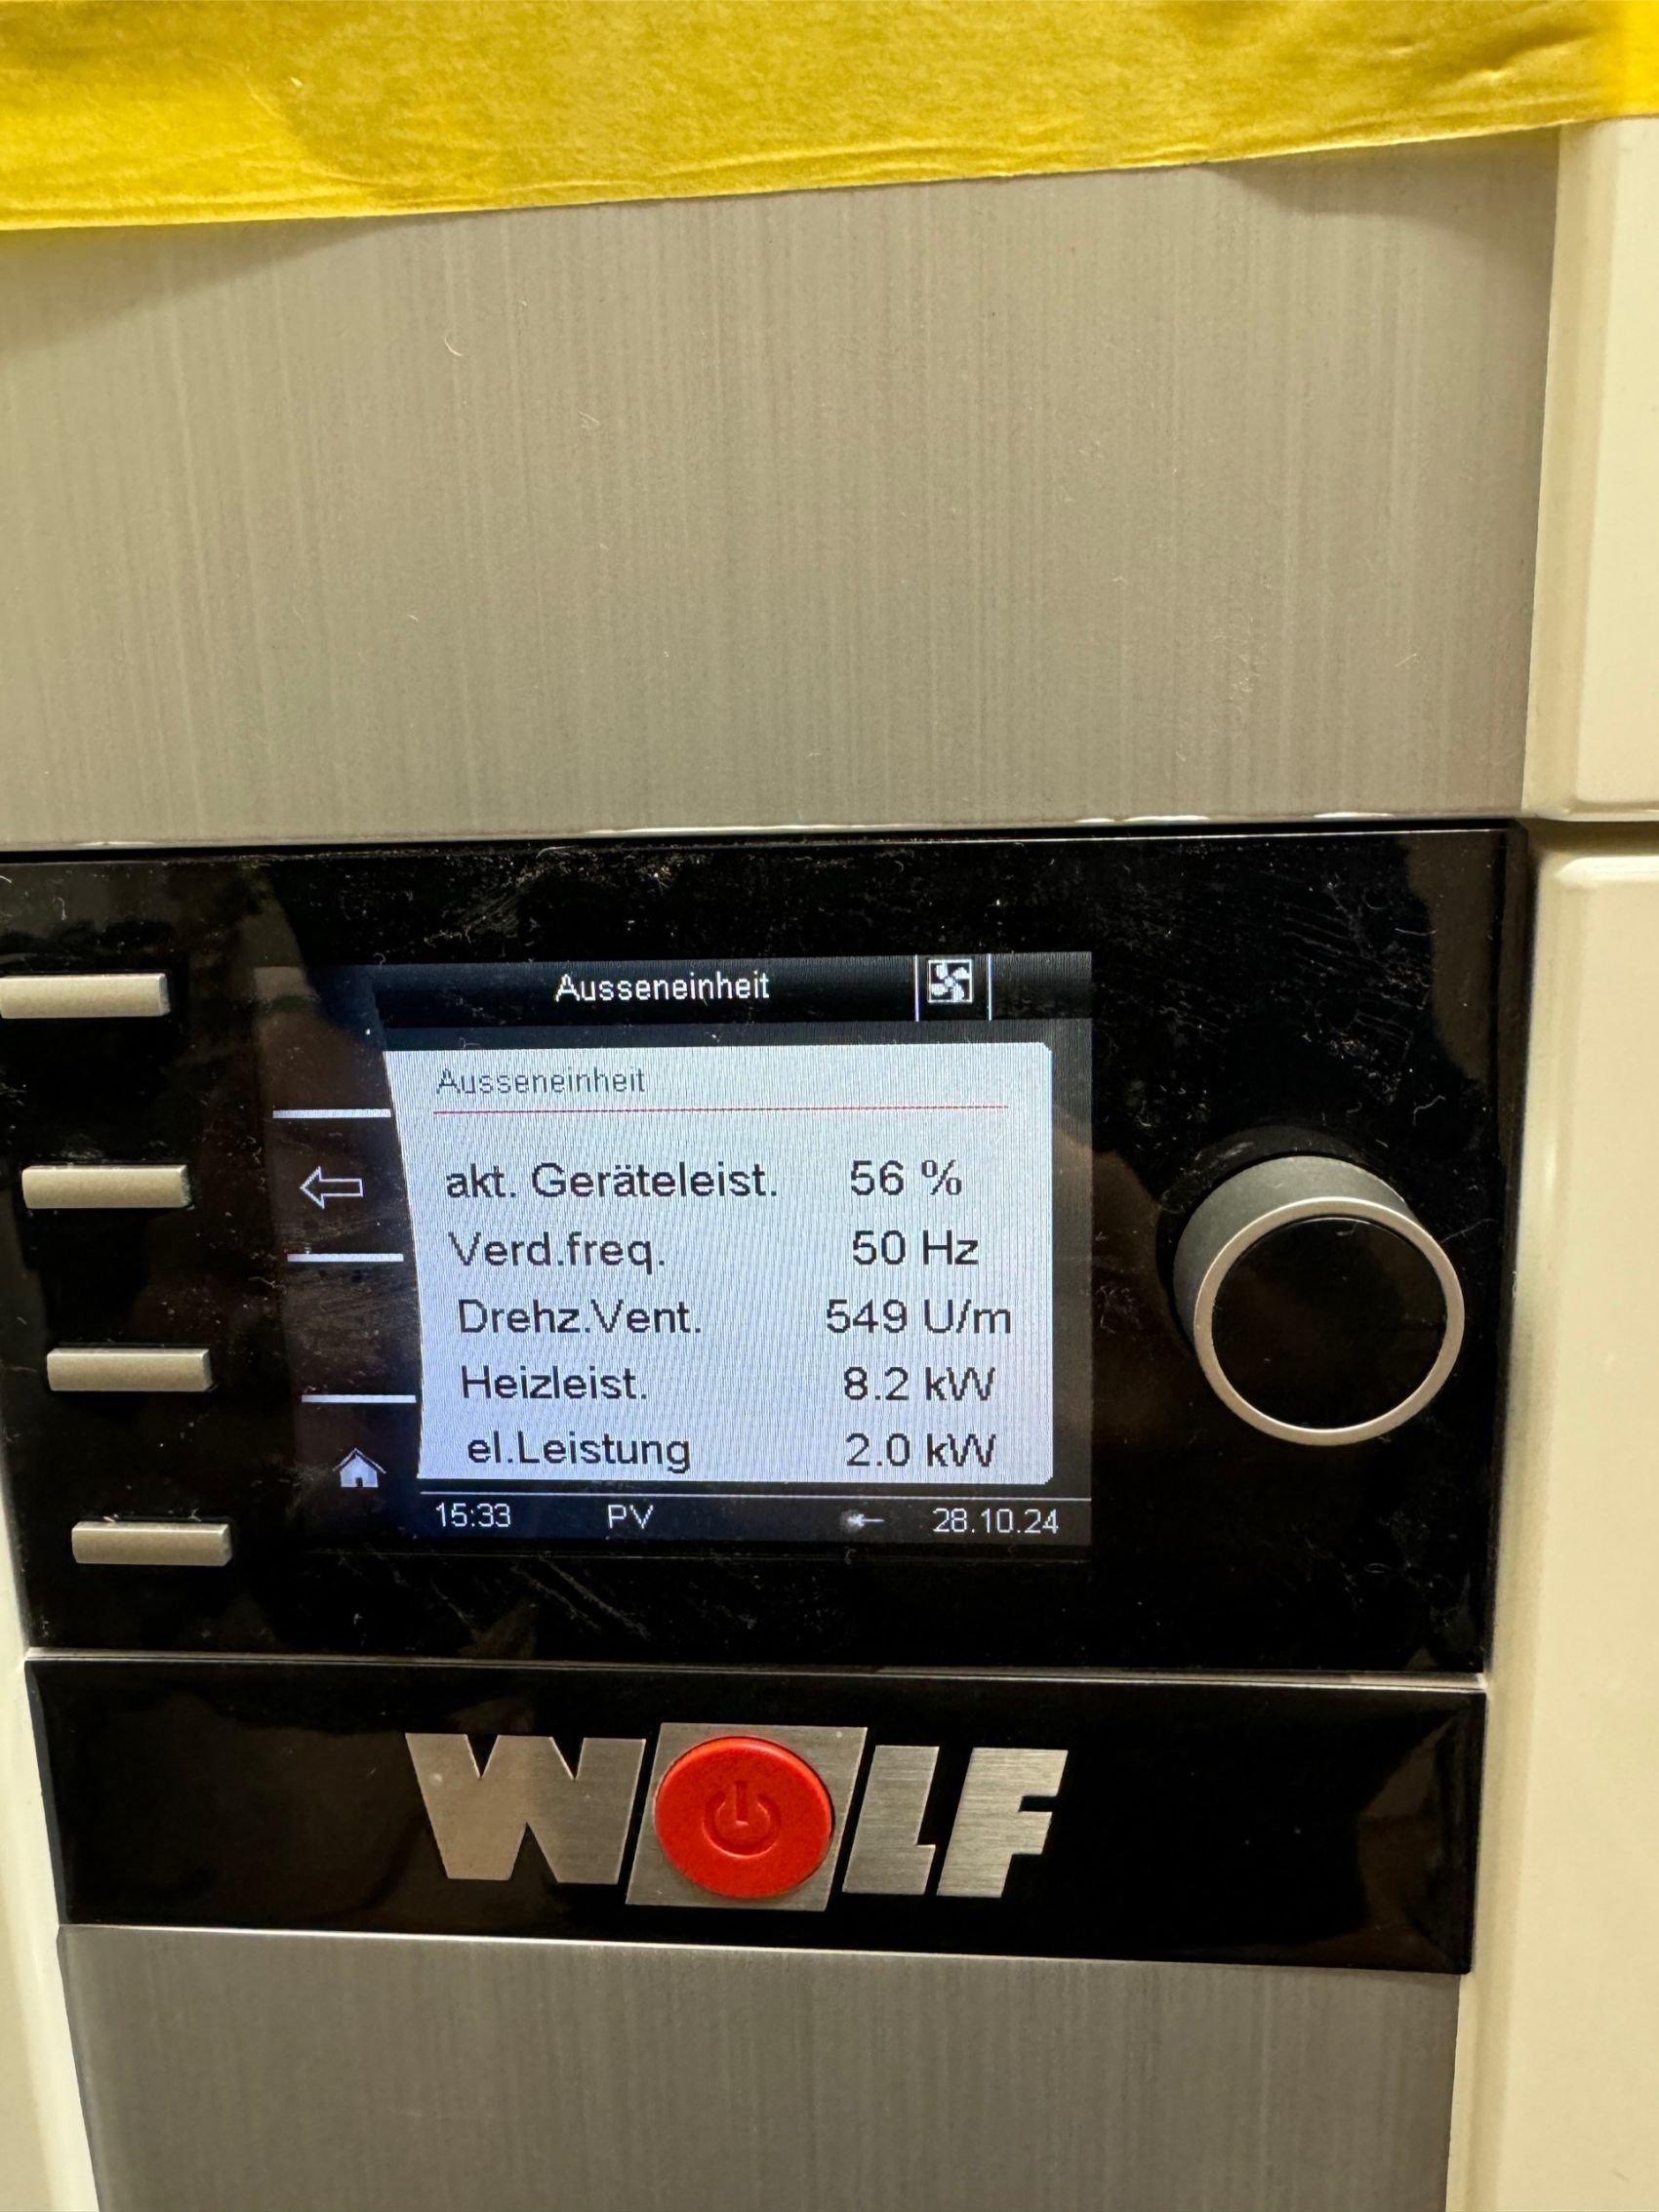 Ausseneinheit
Ausseneinheit
akt. Geräteleist. 56 %
Verd.freq. 50 Hz
Drehz.Vent. 549 U/m
Heizleist. 8.2 kW
el.Leistung 2.0 kW
15:33 PV 28.10.24
WOLF